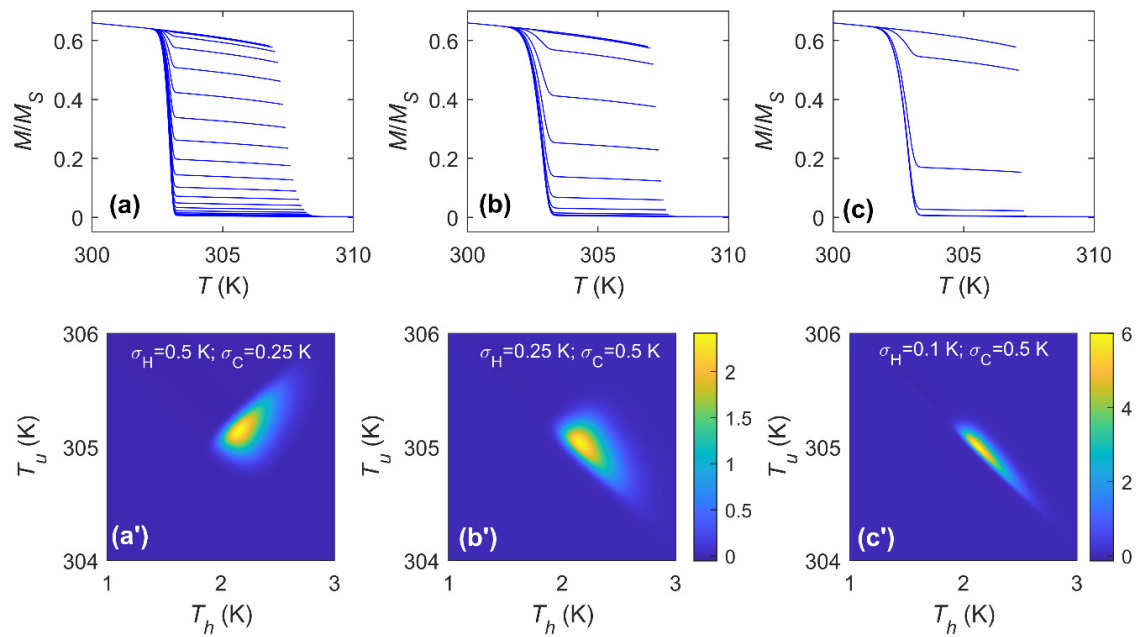 0.6
0.4
0.2
0
M/M_S
(a)
300 305 310
T (K)
0.6
0.4
0.2
0
M/M_S
(b)
300 305 310
T (K)
0.6
0.4
0.2
0
M/M_S
(c)
300 305 310
T (K)
306
305
304
T_u (K)
σ_H=0.5 K; σ_C=0.25 K
(a')
1 2 3
T_h (K)
306
305
304
T_u (K)
σ_H=0.25 K; σ_C=0.5 K
(b')
1 2 3
T_h (K)
2
1.5
1
0.5
0
306
305
304
T_u (K)
σ_H=0.1 K; σ_C=0.5 K
(c')
1 2 3
T_h (K)
6
4
2
0